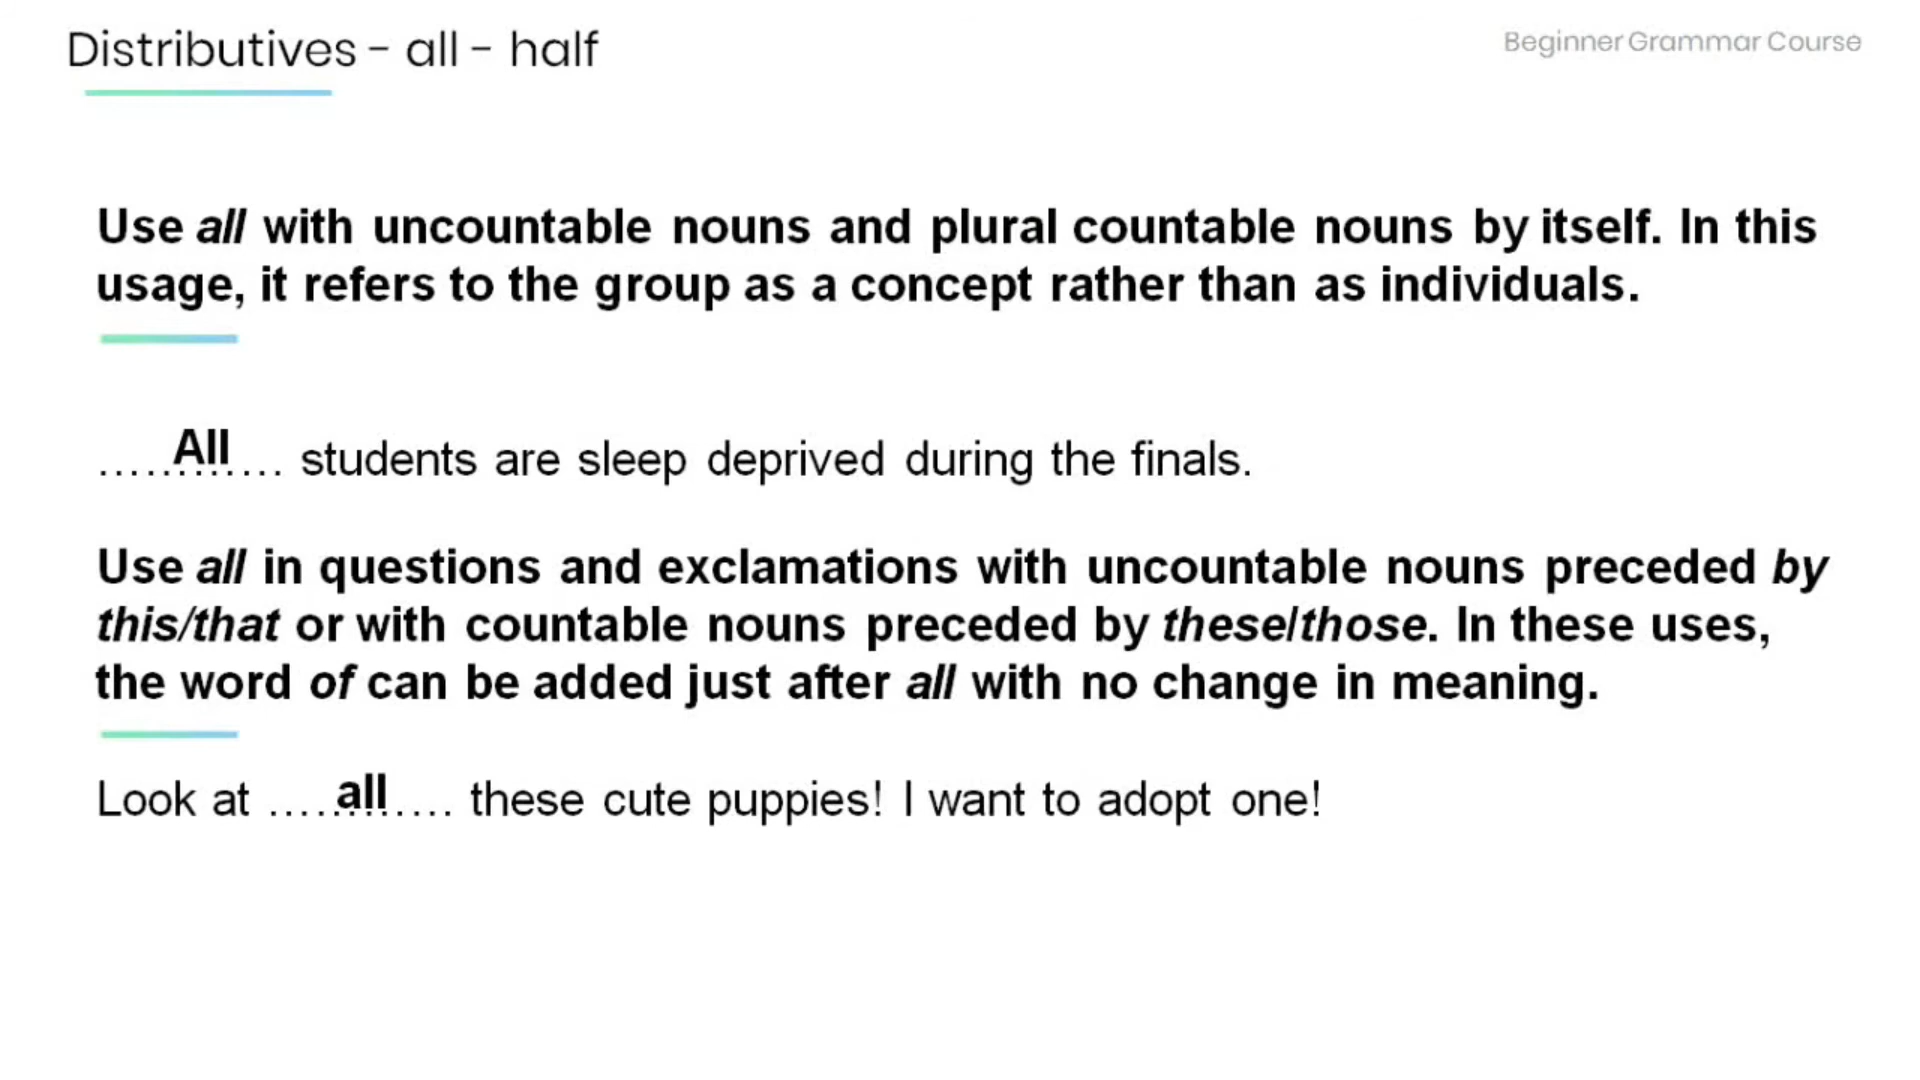 Distributives - all - half
Beginner Grammar Course
Use all with uncountable nouns and plural countable nouns by itself. In this
usage, it refers to the group as a concept rather than as individuals.
.....All....... students are sleep deprived during the finals.
Use all in questions and exclamations with uncountable nouns preceded by
this/that or with countable nouns preceded by these/those. In these uses,
the word of can be added just after all with no change in meaning.
Look at .....all....... these cute puppies! I want to adopt one!